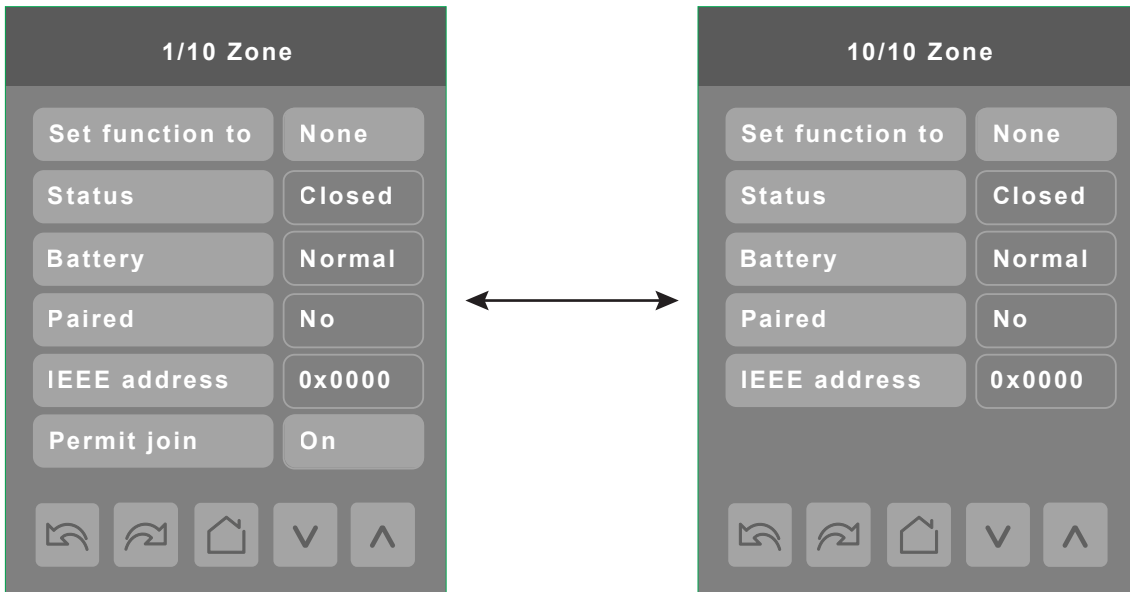 1/10 Zone
Set function to None
Status Closed
Battery Normal
Paired No
IEEE address 0x0000
Permit join On
10/10 Zone
Set function to None
Status Closed
Battery Normal
Paired No
IEEE address 0x0000